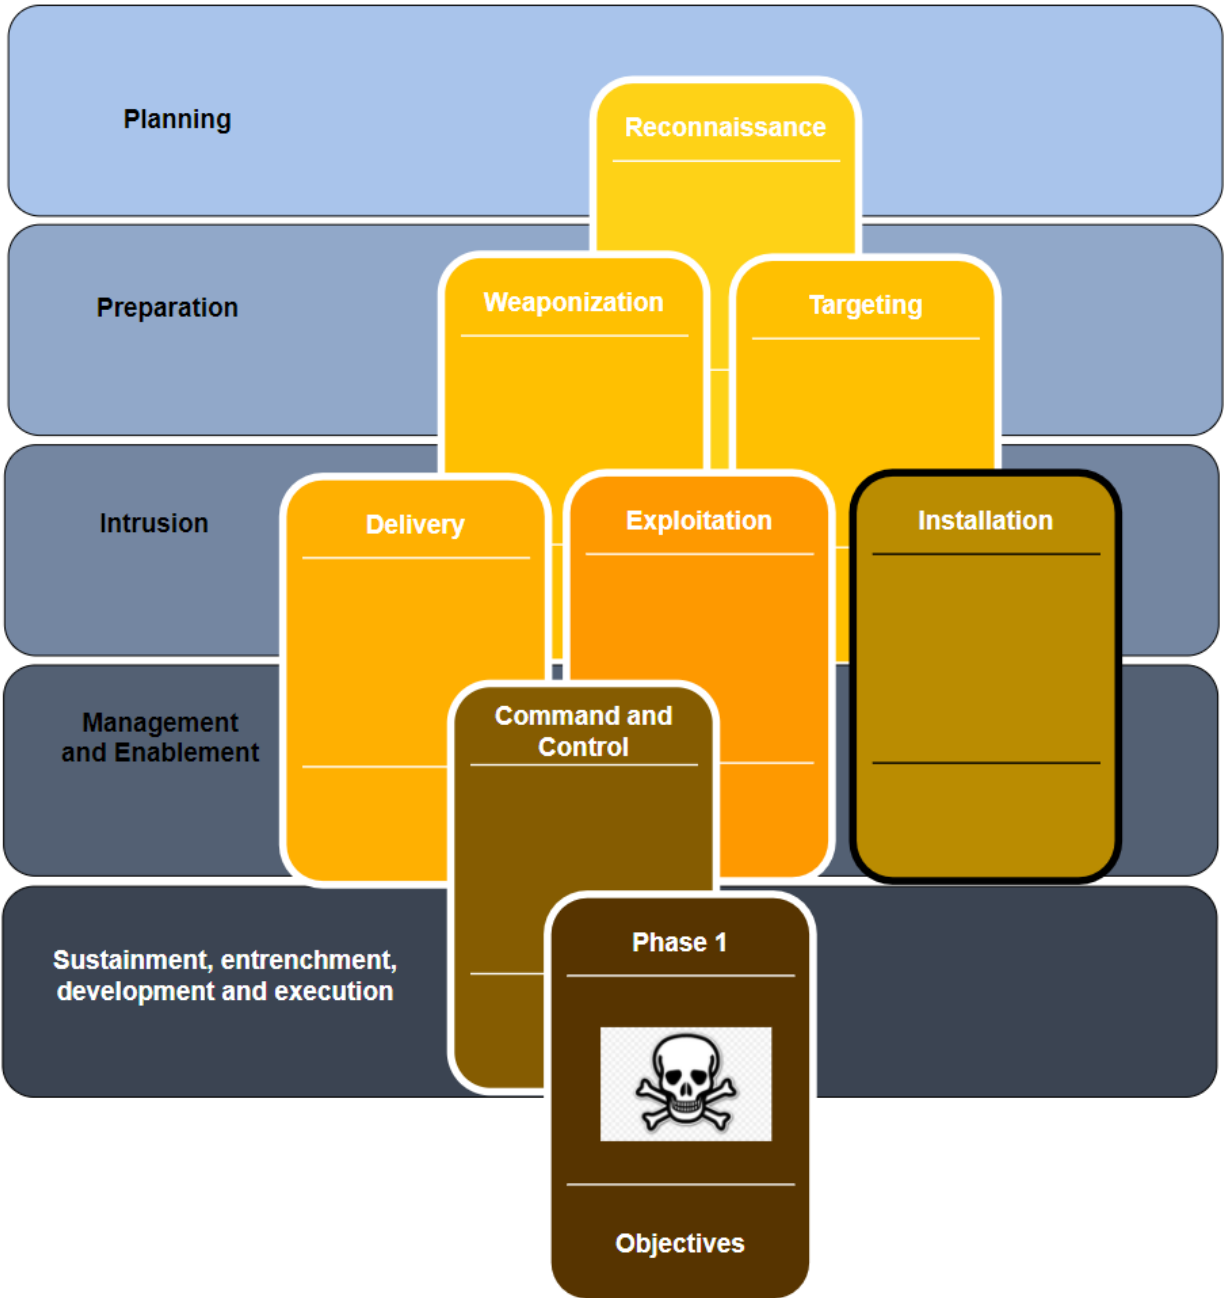 Planning
Reconnaissance
Preparation
Weaponization
Targeting
Intrusion
Delivery
Exploitation
Installation
Management
and Enablement
Command and
Control
Sustainment, entrenchment,
development and execution
Phase 1
Objectives